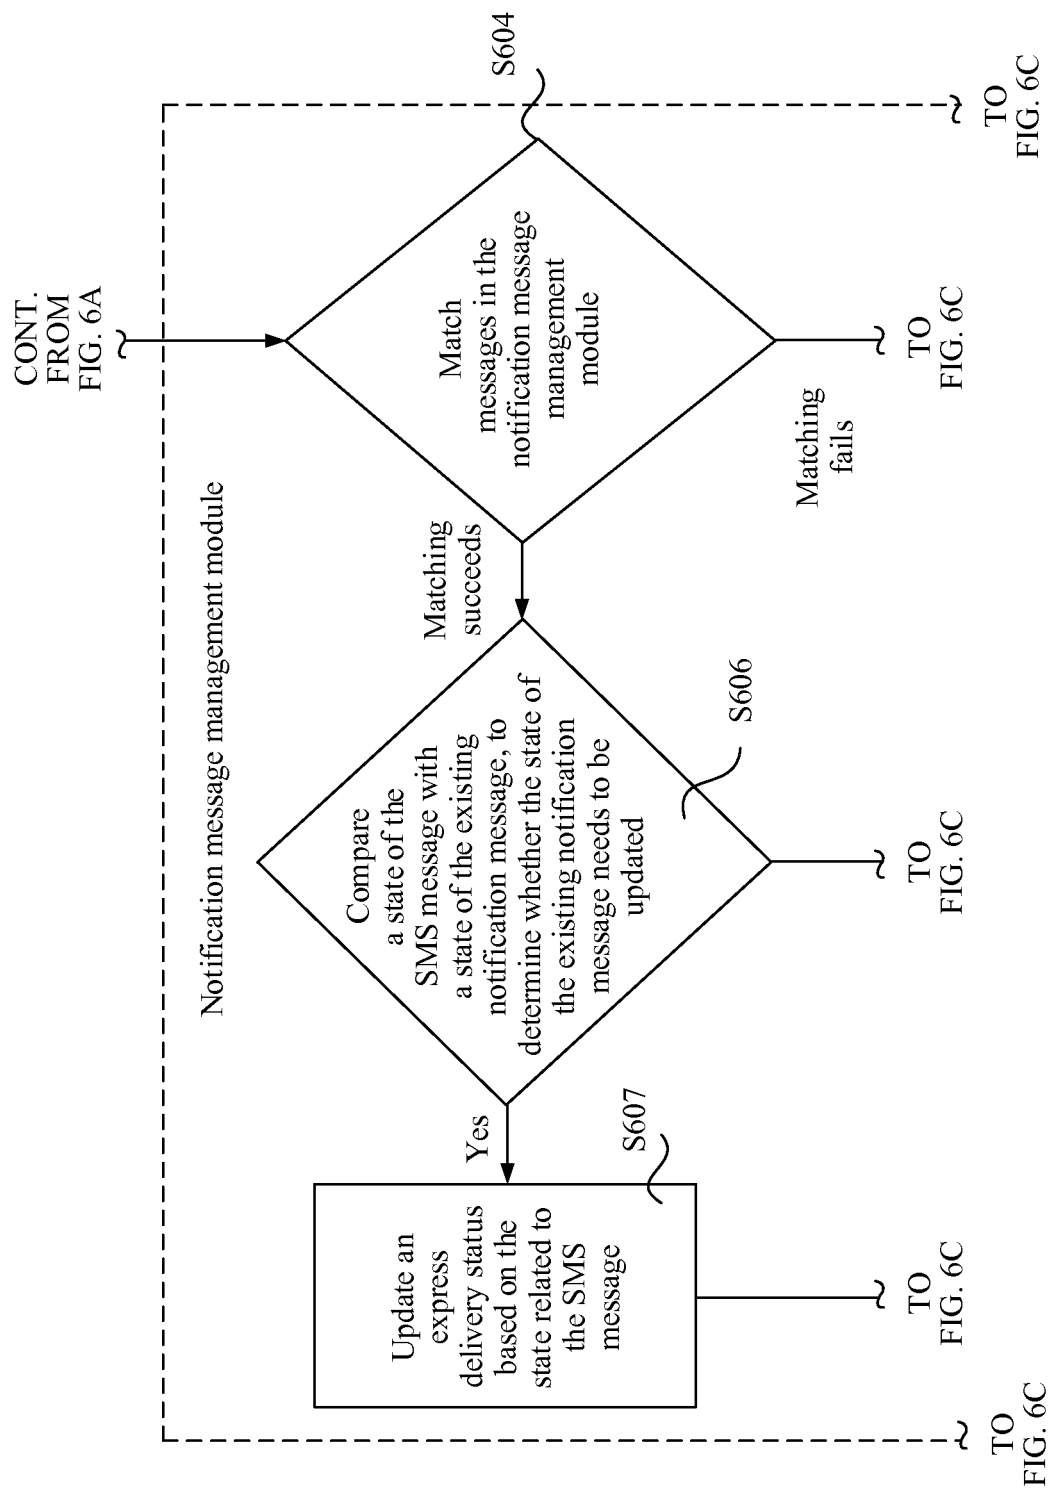 CONT.
FROM
FIG. 6A
Notification message management module
S604
Match
messages in the
notification message
management
module
Matching
succeeds
Matching
fails
TO
FIG. 6C
TO
FIG. 6C
Compare
a state of the
SMS message with
a state of the existing
notification message, to
determine whether the state of
the existing notification
message needs to be
updated
S606
TO
FIG. 6C
Yes
Update an
express
delivery status
based on the
state related to
the SMS
message
S607
TO
FIG. 6C
TO
FIG. 6C